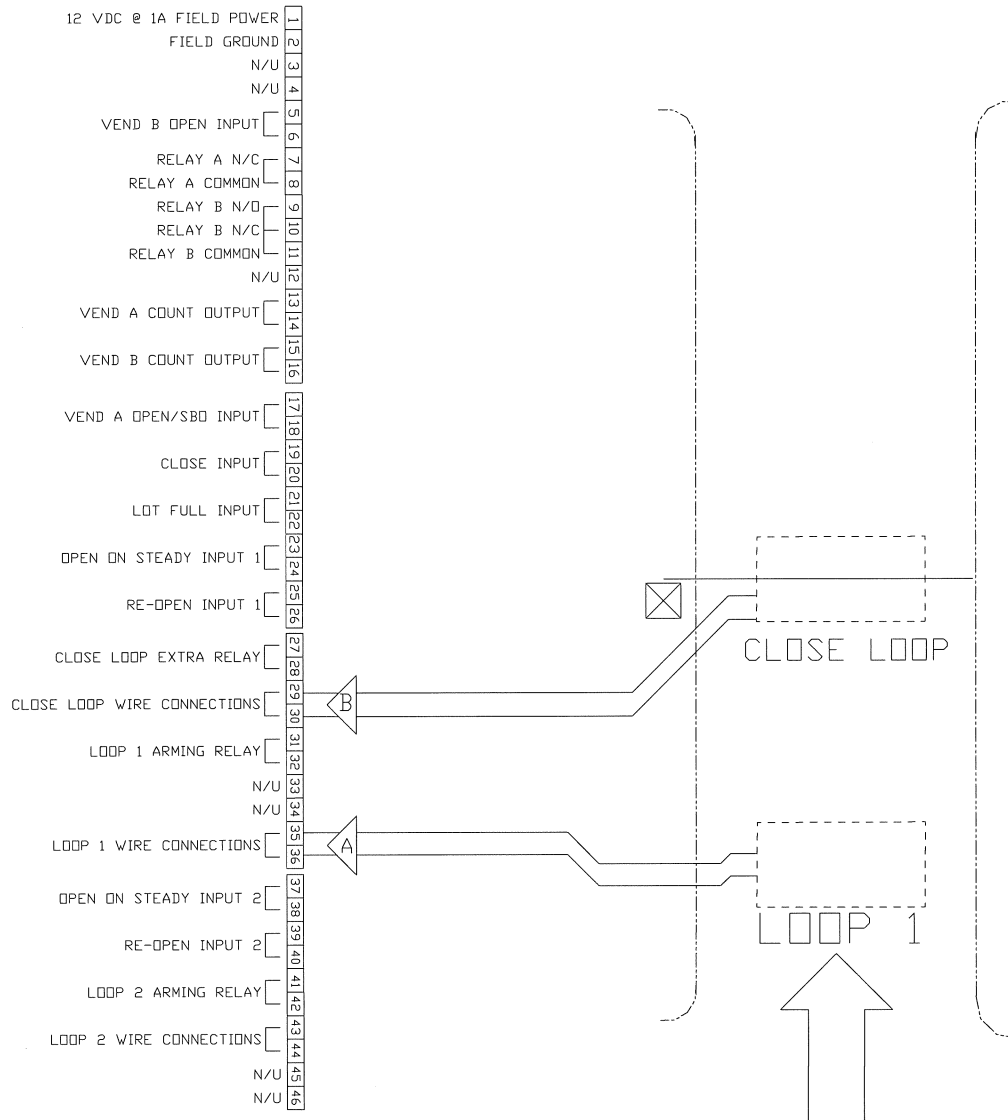 12 VDC @ 1A FIELD POWER 1
FIELD GROUND 2
N/U 3
N/U 4
5
VEND B OPEN INPUT
6
RELAY A N/C 7
RELAY A COMMON 8
RELAY B N/O 9
RELAY B N/C 10
RELAY B COMMON 11
N/U 12
13
VEND A COUNT OUTPUT
14
15
VEND B COUNT OUTPUT
16
17
VEND A OPEN/SBO INPUT
18
19
CLOSE INPUT
20
21
LOT FULL INPUT
22
23
OPEN ON STEADY INPUT 1
24
25
RE-OPEN INPUT 1
26
27
CLOSE LOOP EXTRA RELAY
28
29
CLOSE LOOP WIRE CONNECTIONS
30
B
CLOSE LOOP
31
LOOP 1 ARMING RELAY
32
N/U 33
N/U 34
35
LOOP 1 WIRE CONNECTIONS
36
A
LOOP 1
37
OPEN ON STEADY INPUT 2
38
39
RE-OPEN INPUT 2
40
41
LOOP 2 ARMING RELAY
42
43
LOOP 2 WIRE CONNECTIONS
44
N/U 45
N/U 46